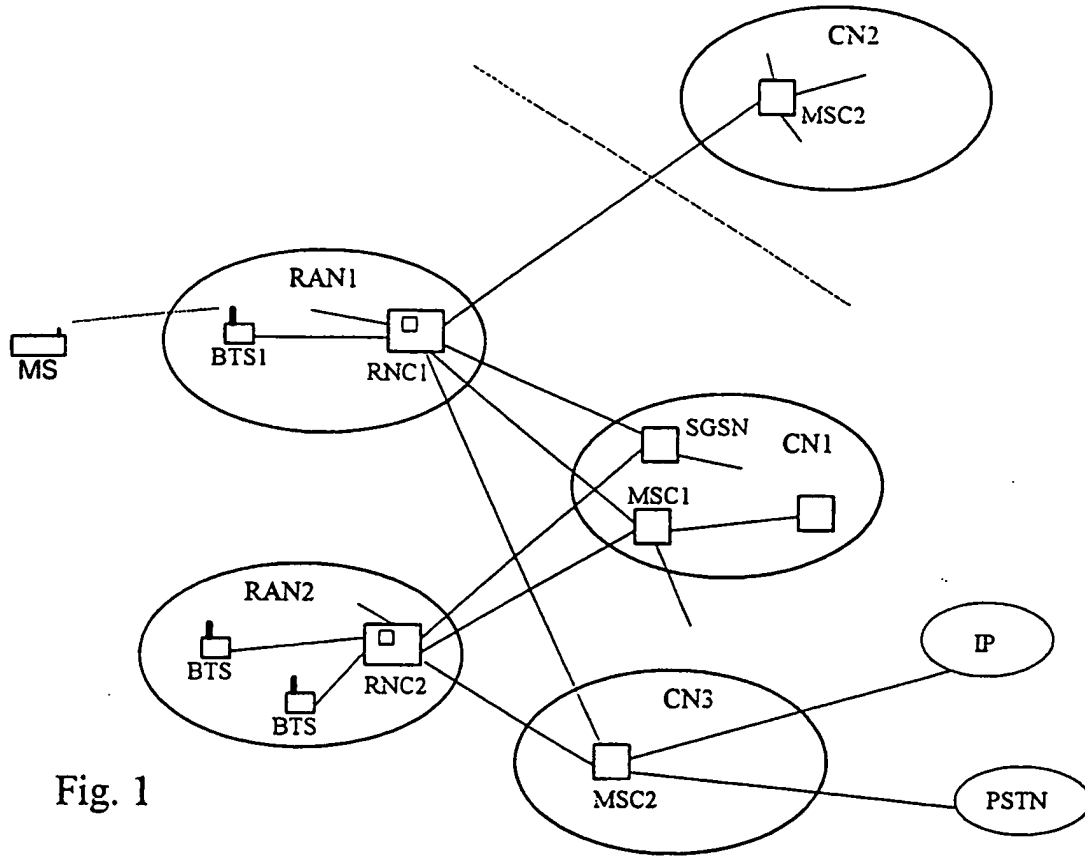 CN2
MSC2
RAN1
BTS1
RNC1
MS
SGSN
CN1
MSC1
RAN2
BTS
RNC2
BTS
CN3
MSC2
IP
PSTN
Fig. 1